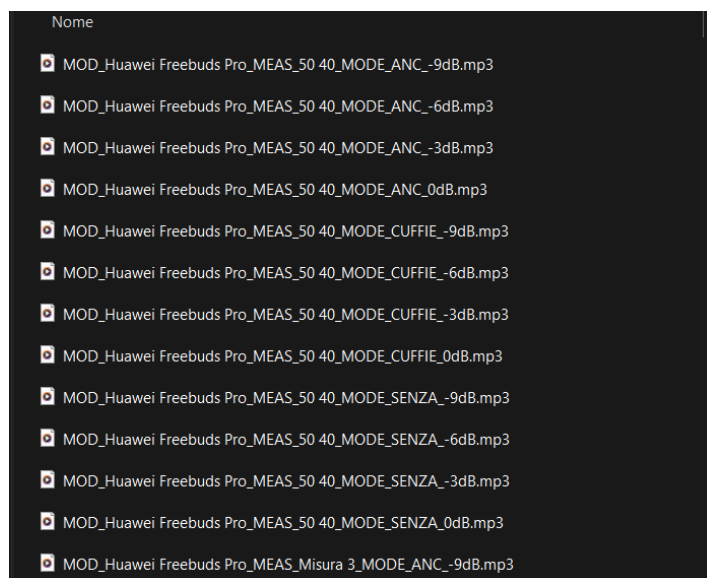 Nome
MOD_Huawei Freebuds Pro_MEAS_50 40_MODE_ANC_-9dB.mp3
MOD_Huawei Freebuds Pro_MEAS_50 40_MODE_ANC_-6dB.mp3
MOD_Huawei Freebuds Pro_MEAS_50 40_MODE_ANC_-3dB.mp3
MOD_Huawei Freebuds Pro_MEAS_50 40_MODE_ANC_0dB.mp3
MOD_Huawei Freebuds Pro_MEAS_50 40_MODE_CUFFIE_-9dB.mp3
MOD_Huawei Freebuds Pro_MEAS_50 40_MODE_CUFFIE_-6dB.mp3
MOD_Huawei Freebuds Pro_MEAS_50 40_MODE_CUFFIE_-3dB.mp3
MOD_Huawei Freebuds Pro_MEAS_50 40_MODE_CUFFIE_0dB.mp3
MOD_Huawei Freebuds Pro_MEAS_50 40_MODE_SENZA_-9dB.mp3
MOD_Huawei Freebuds Pro_MEAS_50 40_MODE_SENZA_-6dB.mp3
MOD_Huawei Freebuds Pro_MEAS_50 40_MODE_SENZA_-3dB.mp3
MOD_Huawei Freebuds Pro_MEAS_50 40_MODE_SENZA_0dB.mp3
MOD_Huawei Freebuds Pro_MEAS_Misura 3_MODE_ANC_-9dB.mp3